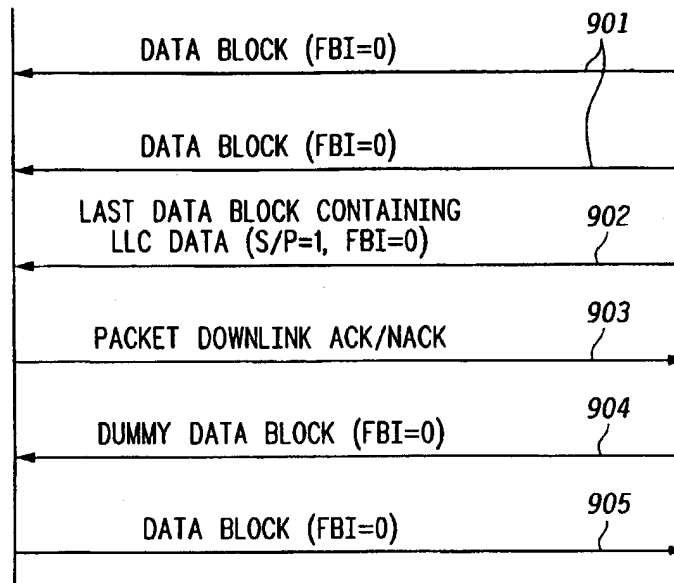 901
DATA BLOCK (FBI=0)
DATA BLOCK (FBI=0)
LAST DATA BLOCK CONTAINING
LLC DATA (S/P=1, FBI=0)
902
PACKET DOWNLINK ACK/NACK
903
DUMMY DATA BLOCK (FBI=0)
904
DATA BLOCK (FBI=0)
905